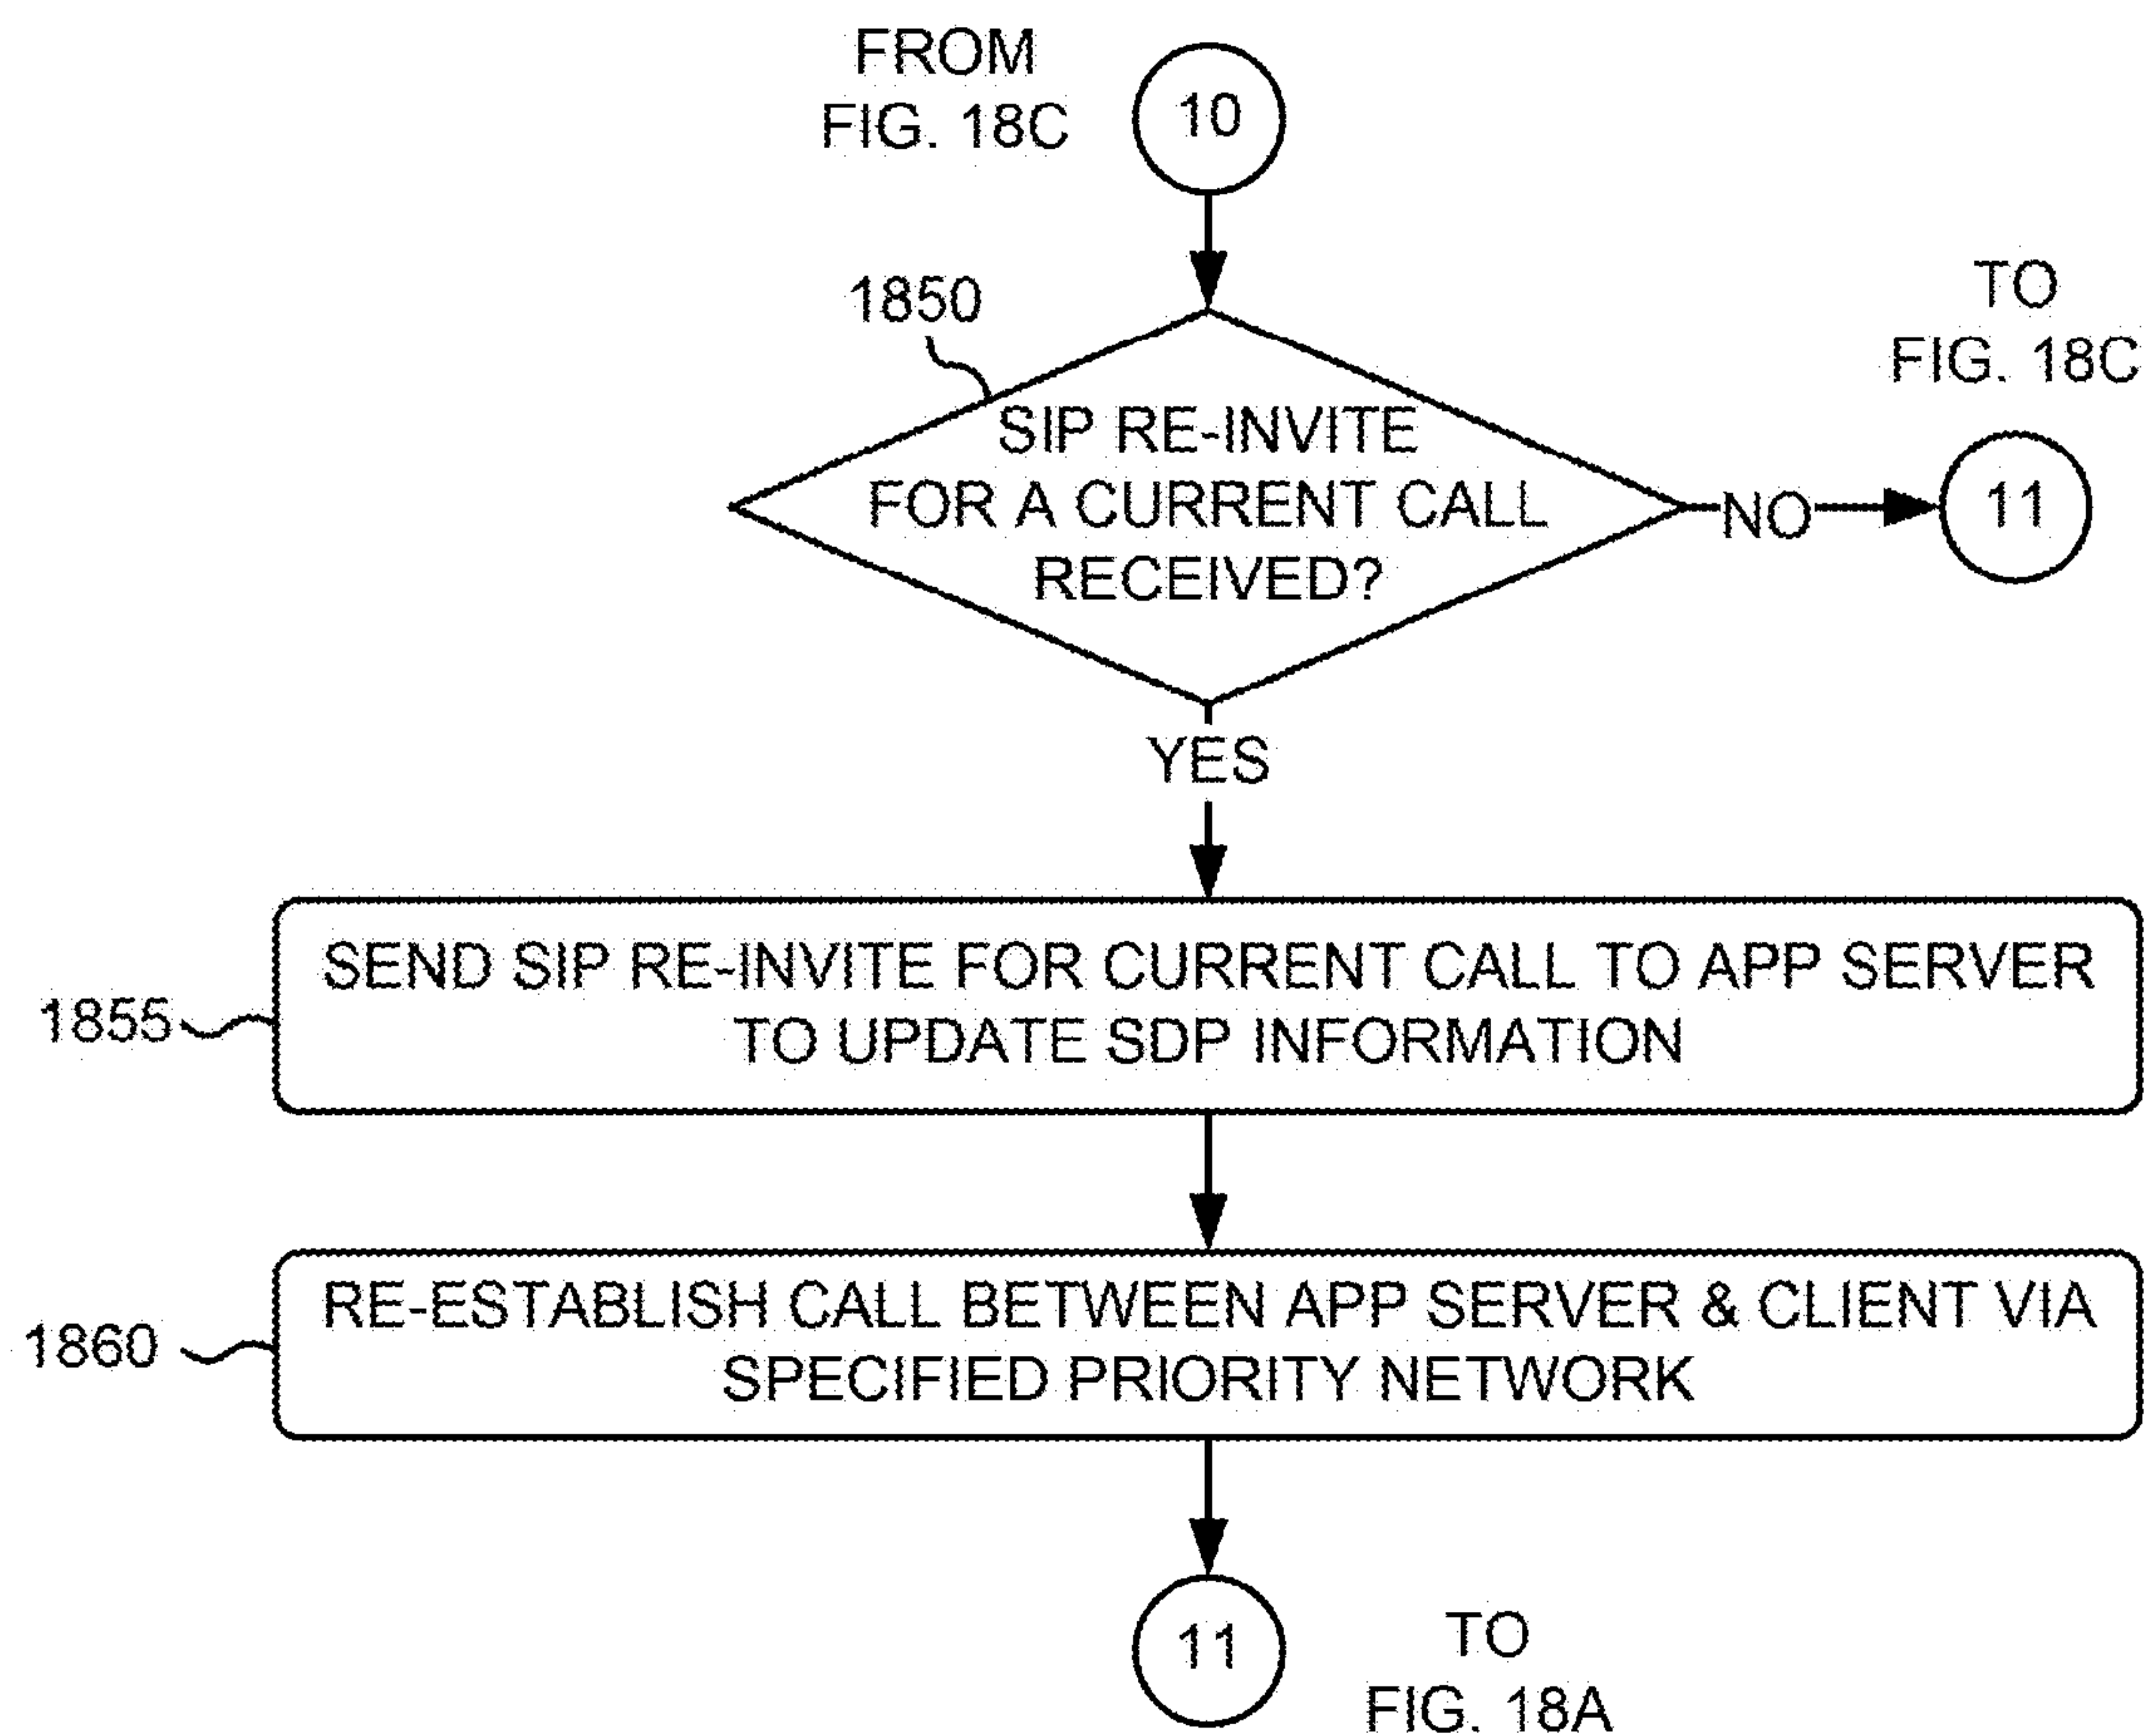 FROM
FIG. 18C
10
1850
TO
FIG. 18C
SIP RE-INVITE
FOR A CURRENT CALL
RECEIVED?
NO
11
YES
SEND SIP RE-INVITE FOR CURRENT CALL TO APP SERVER
TO UPDATE SDP INFORMATION
1855
RE-ESTABLISH CALL BETWEEN APP SERVER & CLIENT VIA
SPECIFIED PRIORITY NETWORK
1860
11
TO
FIG. 18A